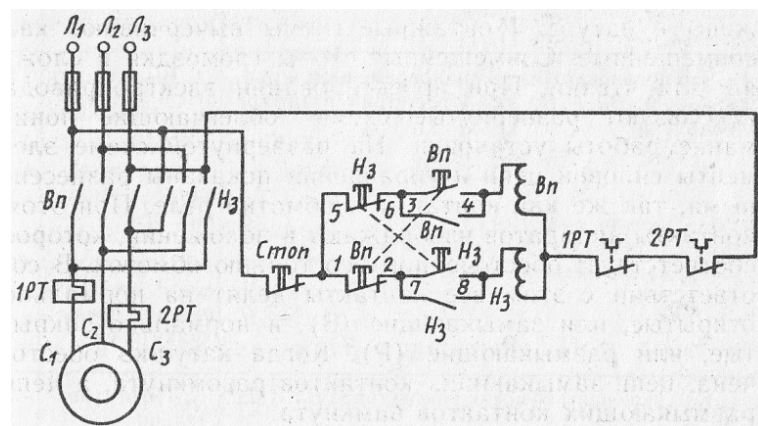 Л1 Л2 Л3
Вп Нз
1РТ
2РТ
С1 С2 С3
Стоп
Нз Вп
5 6 3 4
Вп
Вп
1 Вп 2
Нз
7 8
Нз
Нз
1РТ 2РТ